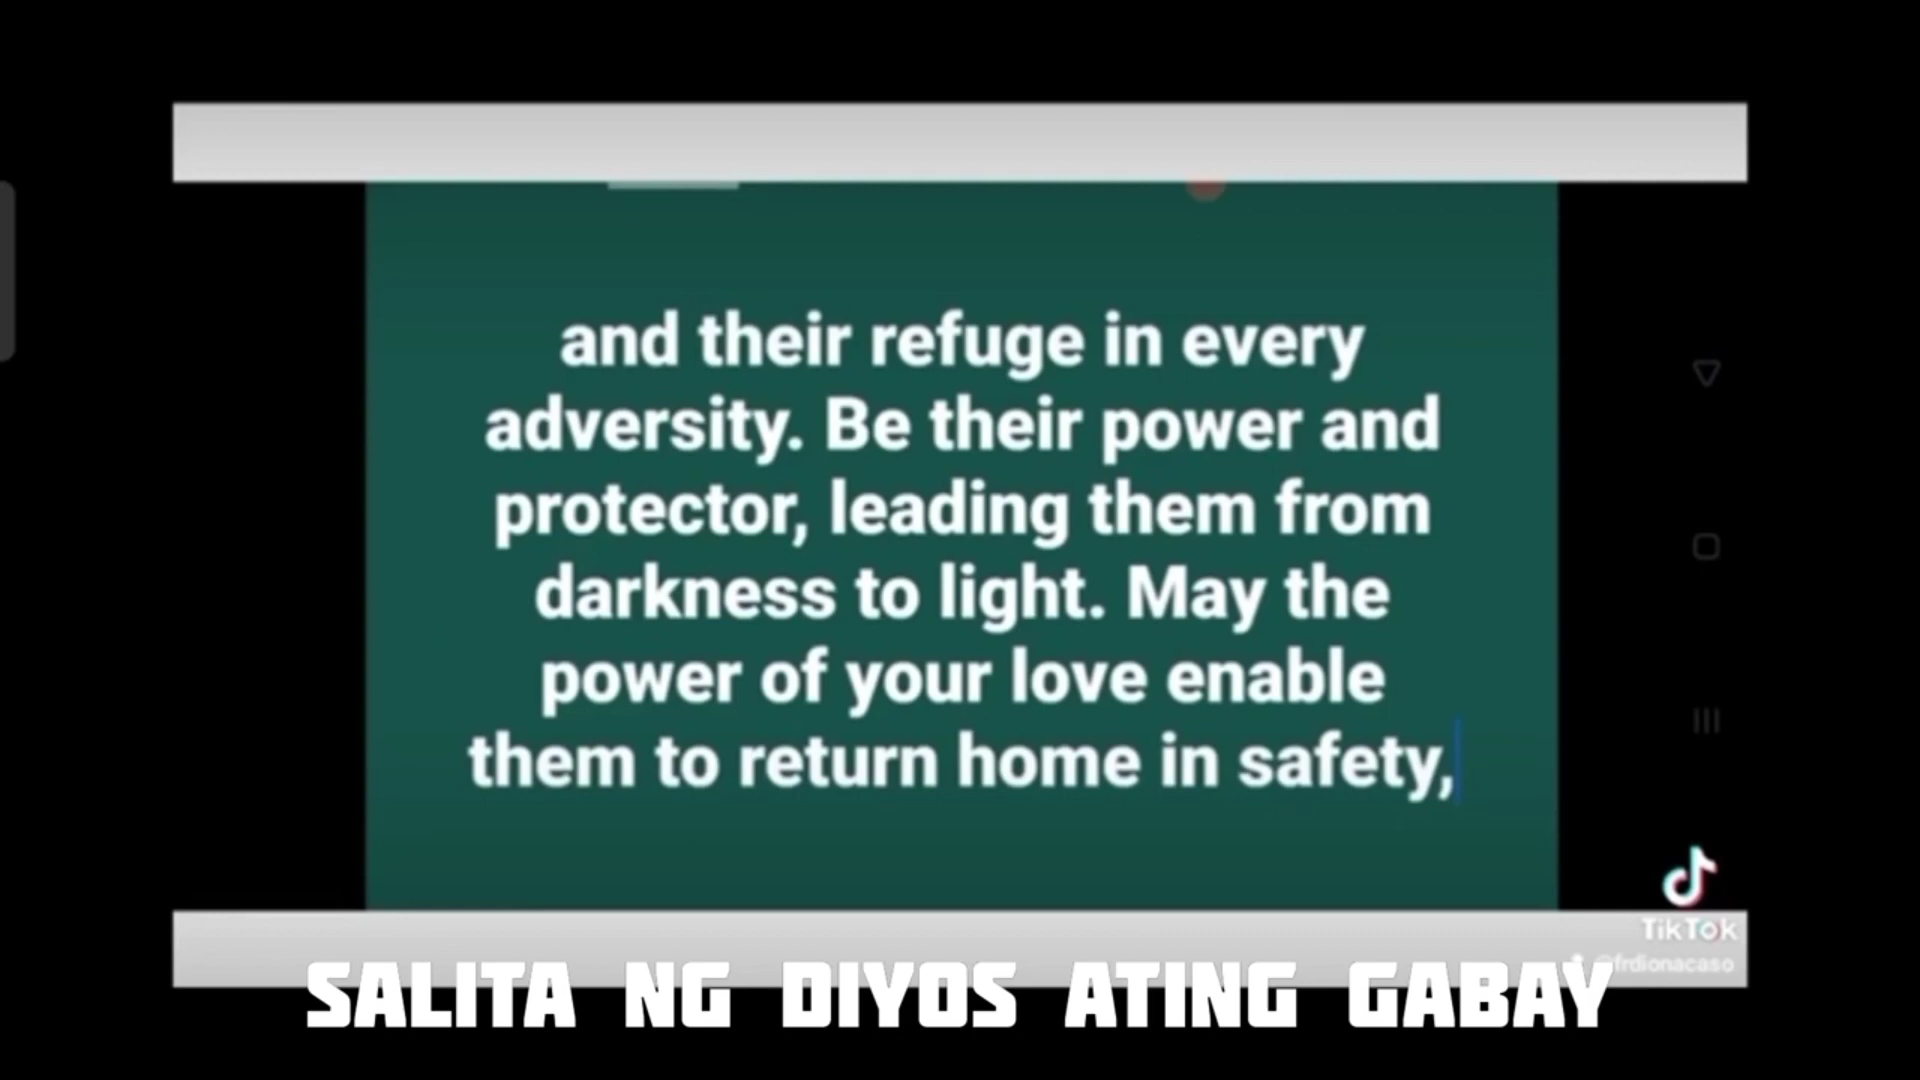 and their refuge in every
adversity. Be their power and
protector, leading them from
darkness to light. May the
power of your love enable
them to return home in safety,
TikTok
@frdionacaso
SALITA NG DIYOS ATING GABAY